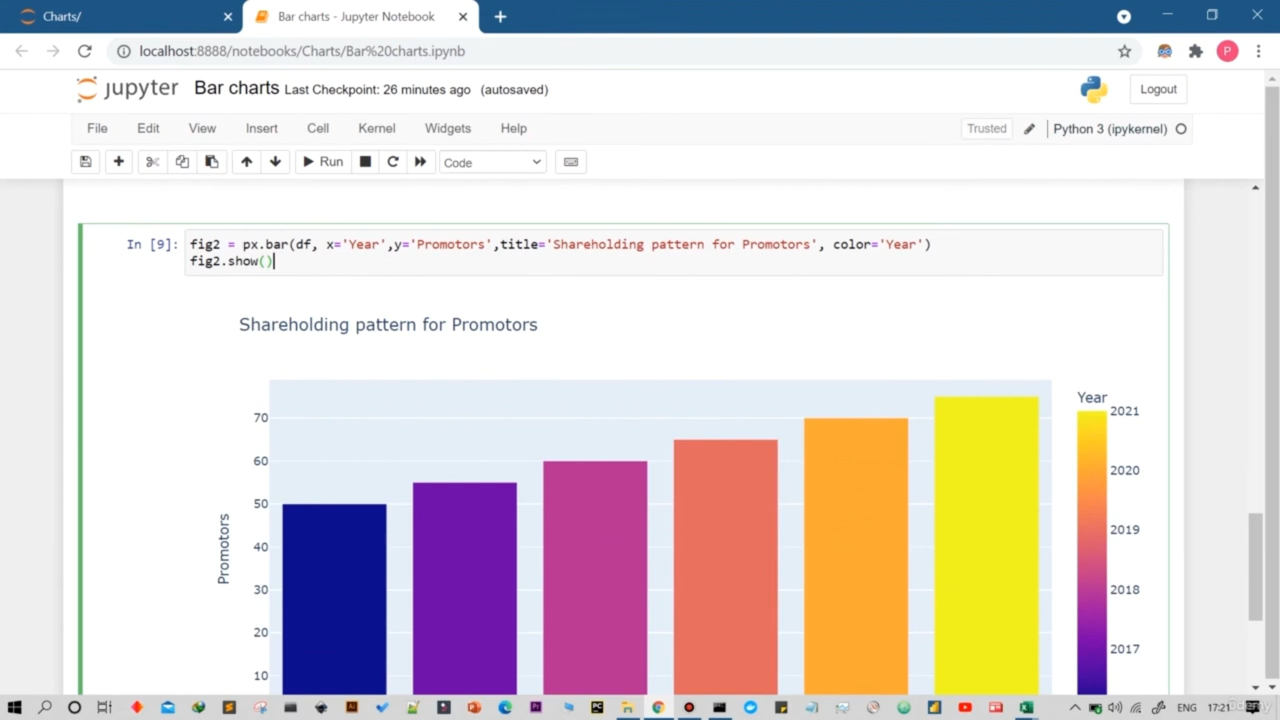 Charts/
Bar charts - Jupyter Notebook
localhost:8888/notebooks/Charts/Bar%20charts.ipynb
P
jupyter Bar charts Last Checkpoint: 26 minutes ago (autosaved)
Logout
File Edit View Insert Cell Kernel Widgets Help
Trusted
Python 3 (ipykernel)
Run
Code
In [9]: fig2 = px.bar(df, x='Year',y='Promotors',title='Shareholding pattern for Promotors', color='Year')
fig2.show()
Shareholding pattern for Promotors
Promotors
70
60
50
40
30
20
10
Year
2021
2020
2019
2018
2017
ENG 17:21